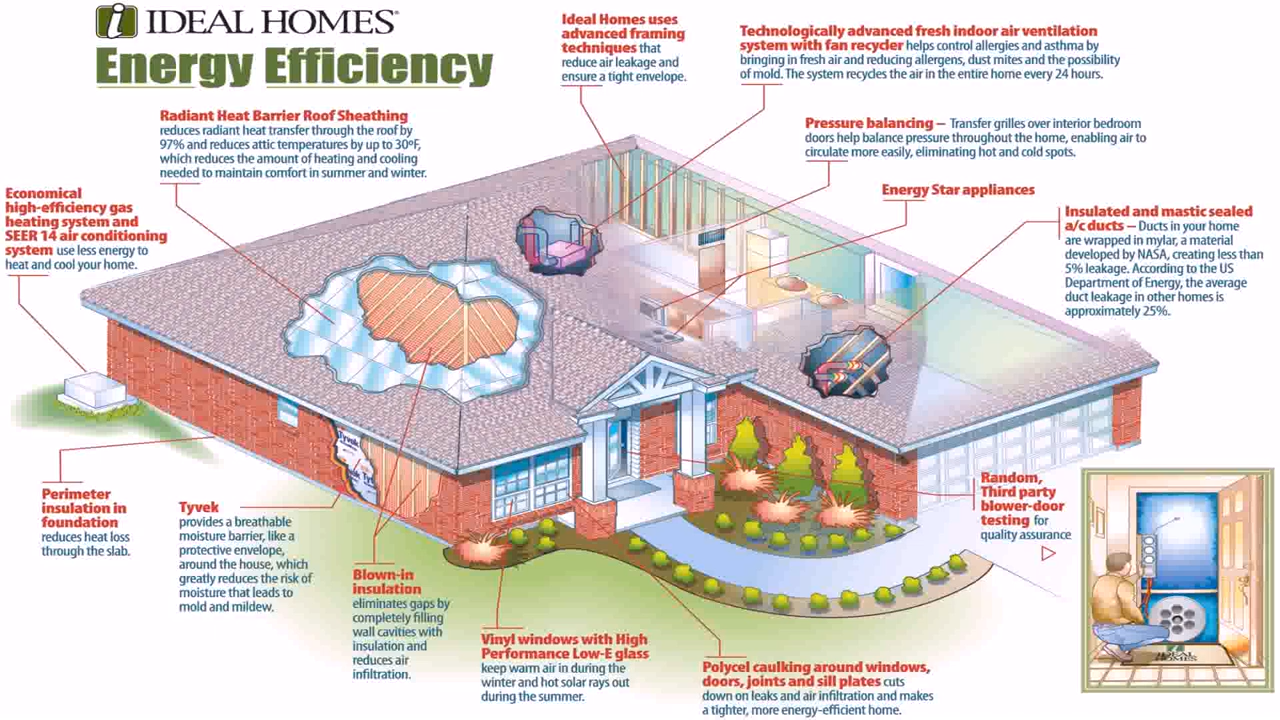 i IDEAL HOMES®
Energy Efficiency
Ideal Homes uses
advanced framing
techniques that
reduce air leakage and
ensure a tight envelope.
Technologically advanced fresh indoor air ventilation
system with fan recycler helps control allergies and asthma by
bringing in fresh air and reducing allergens, dust mites and the possibility
of mold. The system recycles the air in the entire home every 24 hours.
Radiant Heat Barrier Roof Sheathing
reduces radiant heat transfer through the roof by
97% and reduces attic temperatures by up to 30ºF,
which reduces the amount of heating and cooling
needed to maintain comfort in summer and winter.
Pressure balancing – Transfer grilles over interior bedroom
doors help balance pressure throughout the home, enabling air to
circulate more easily, eliminating hot and cold spots.
Energy Star appliances
Economical
high-efficiency gas
heating system and
SEER 14 air conditioning
system use less energy to
heat and cool your home.
Insulated and mastic sealed
a/c ducts – Ducts in your home
are wrapped in mylar, a material
developed by NASA, creating less than
5% leakage. According to the US
Department of Energy, the average
duct leakage in other homes is
approximately 25%.
Tyvek
Perimeter
insulation in
foundation
reduces heat loss
through the slab.
Tyvek
provides a breathable
moisture barrier, like a
protective envelope,
around the house, which
greatly reduces the risk of
moisture that leads to
mold and mildew.
Blown-in
insulation
eliminates gaps by
completely filling
wall cavities with
insulation and
reduces air
infiltration.
Vinyl windows with High
Performance Low-E glass
keep warm air in during the
winter and hot solar rays out
during the summer.
Polycel caulking around windows,
doors, joints and sill plates cuts
down on leaks and air infiltration and makes
a tighter, more energy-efficient home.
Random,
Third party
blower-door
testing for
quality assurance
IDEAL
HOMES